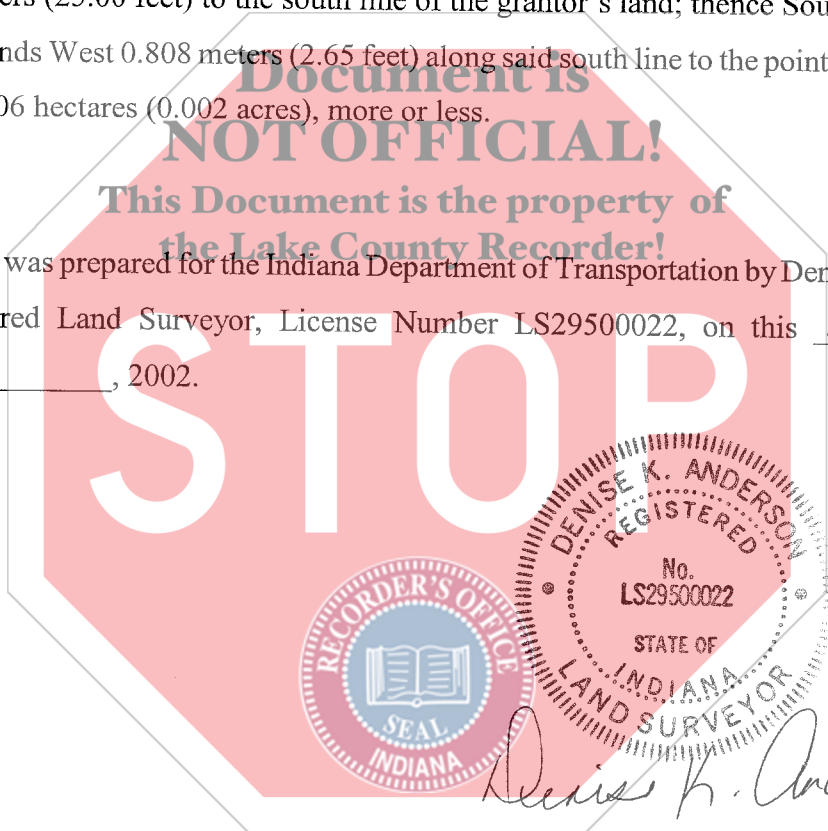 ers (25.00 feet) to the south line of the grantor's land; thence Sou
nds West 0.808 meters (2.65 feet) along said south line to the point
06 hectares (0.002 acres), more or less.
Document is
NOT OFFICIAL!
This Document is the property of
the Lake County Recorder!
was prepared for the Indiana Department of Transportation by Den
red Land Surveyor, License Number LS29500022, on this
, 2002.
STOP
DENISE K. ANDERSON
REGISTERED
No.
LS29500022
STATE OF
INDIANA
LAND SURVEYOR
RECORDER'S OFFICE
SEAL
INDIANA
Denise K. An